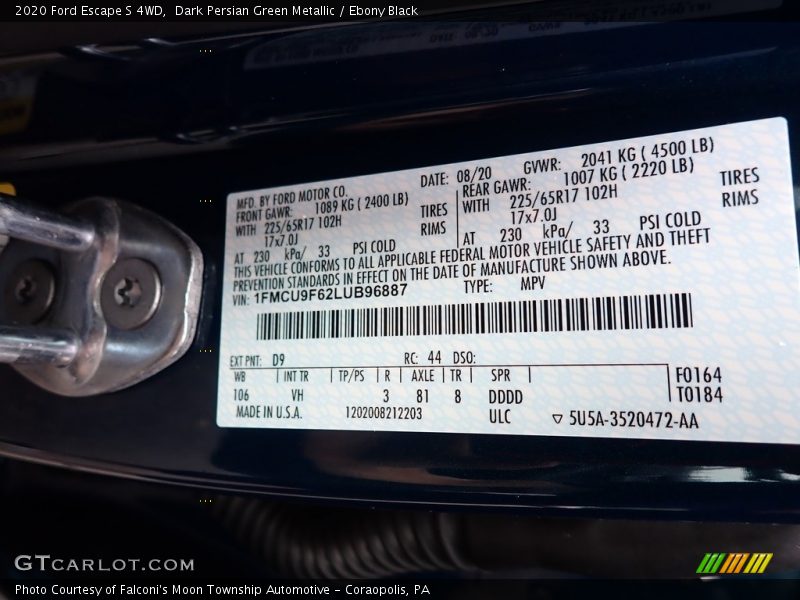 2020 Ford Escape S 4WD, Dark Persian Green Metallic / Ebony Black
MFD. BY FORD MOTOR CO.
DATE: 08/20
GVWR: 2041 KG ( 4500 LB)
FRONT GAWR: 1089 KG ( 2400 LB)
REAR GAWR: 1007 KG ( 2220 LB)
WITH 225/65R17 102H TIRES
WITH 225/65R17 102H TIRES
17x7.0J RIMS
17x7.0J RIMS
AT 230 kPa/ 33 PSI COLD
AT 230 kPa/ 33 PSI COLD
THIS VEHICLE CONFORMS TO ALL APPLICABLE FEDERAL MOTOR VEHICLE SAFETY AND THEFT
PREVENTION STANDARDS IN EFFECT ON THE DATE OF MANUFACTURE SHOWN ABOVE.
VIN: 1FMCU9F62LUB96887 TYPE: MPV
EXT PNT: D9 RC: 44 DSO:
WB INT TR TP/PS R AXLE TR SPR F0164
106 VH 3 81 8 DDDD T0184
MADE IN U.S.A. 1202008212203 ULC 5U5A-3520472-AA
GTCARLOT.COM
Photo Courtesy of Falconi's Moon Township Automotive - Coraopolis, PA